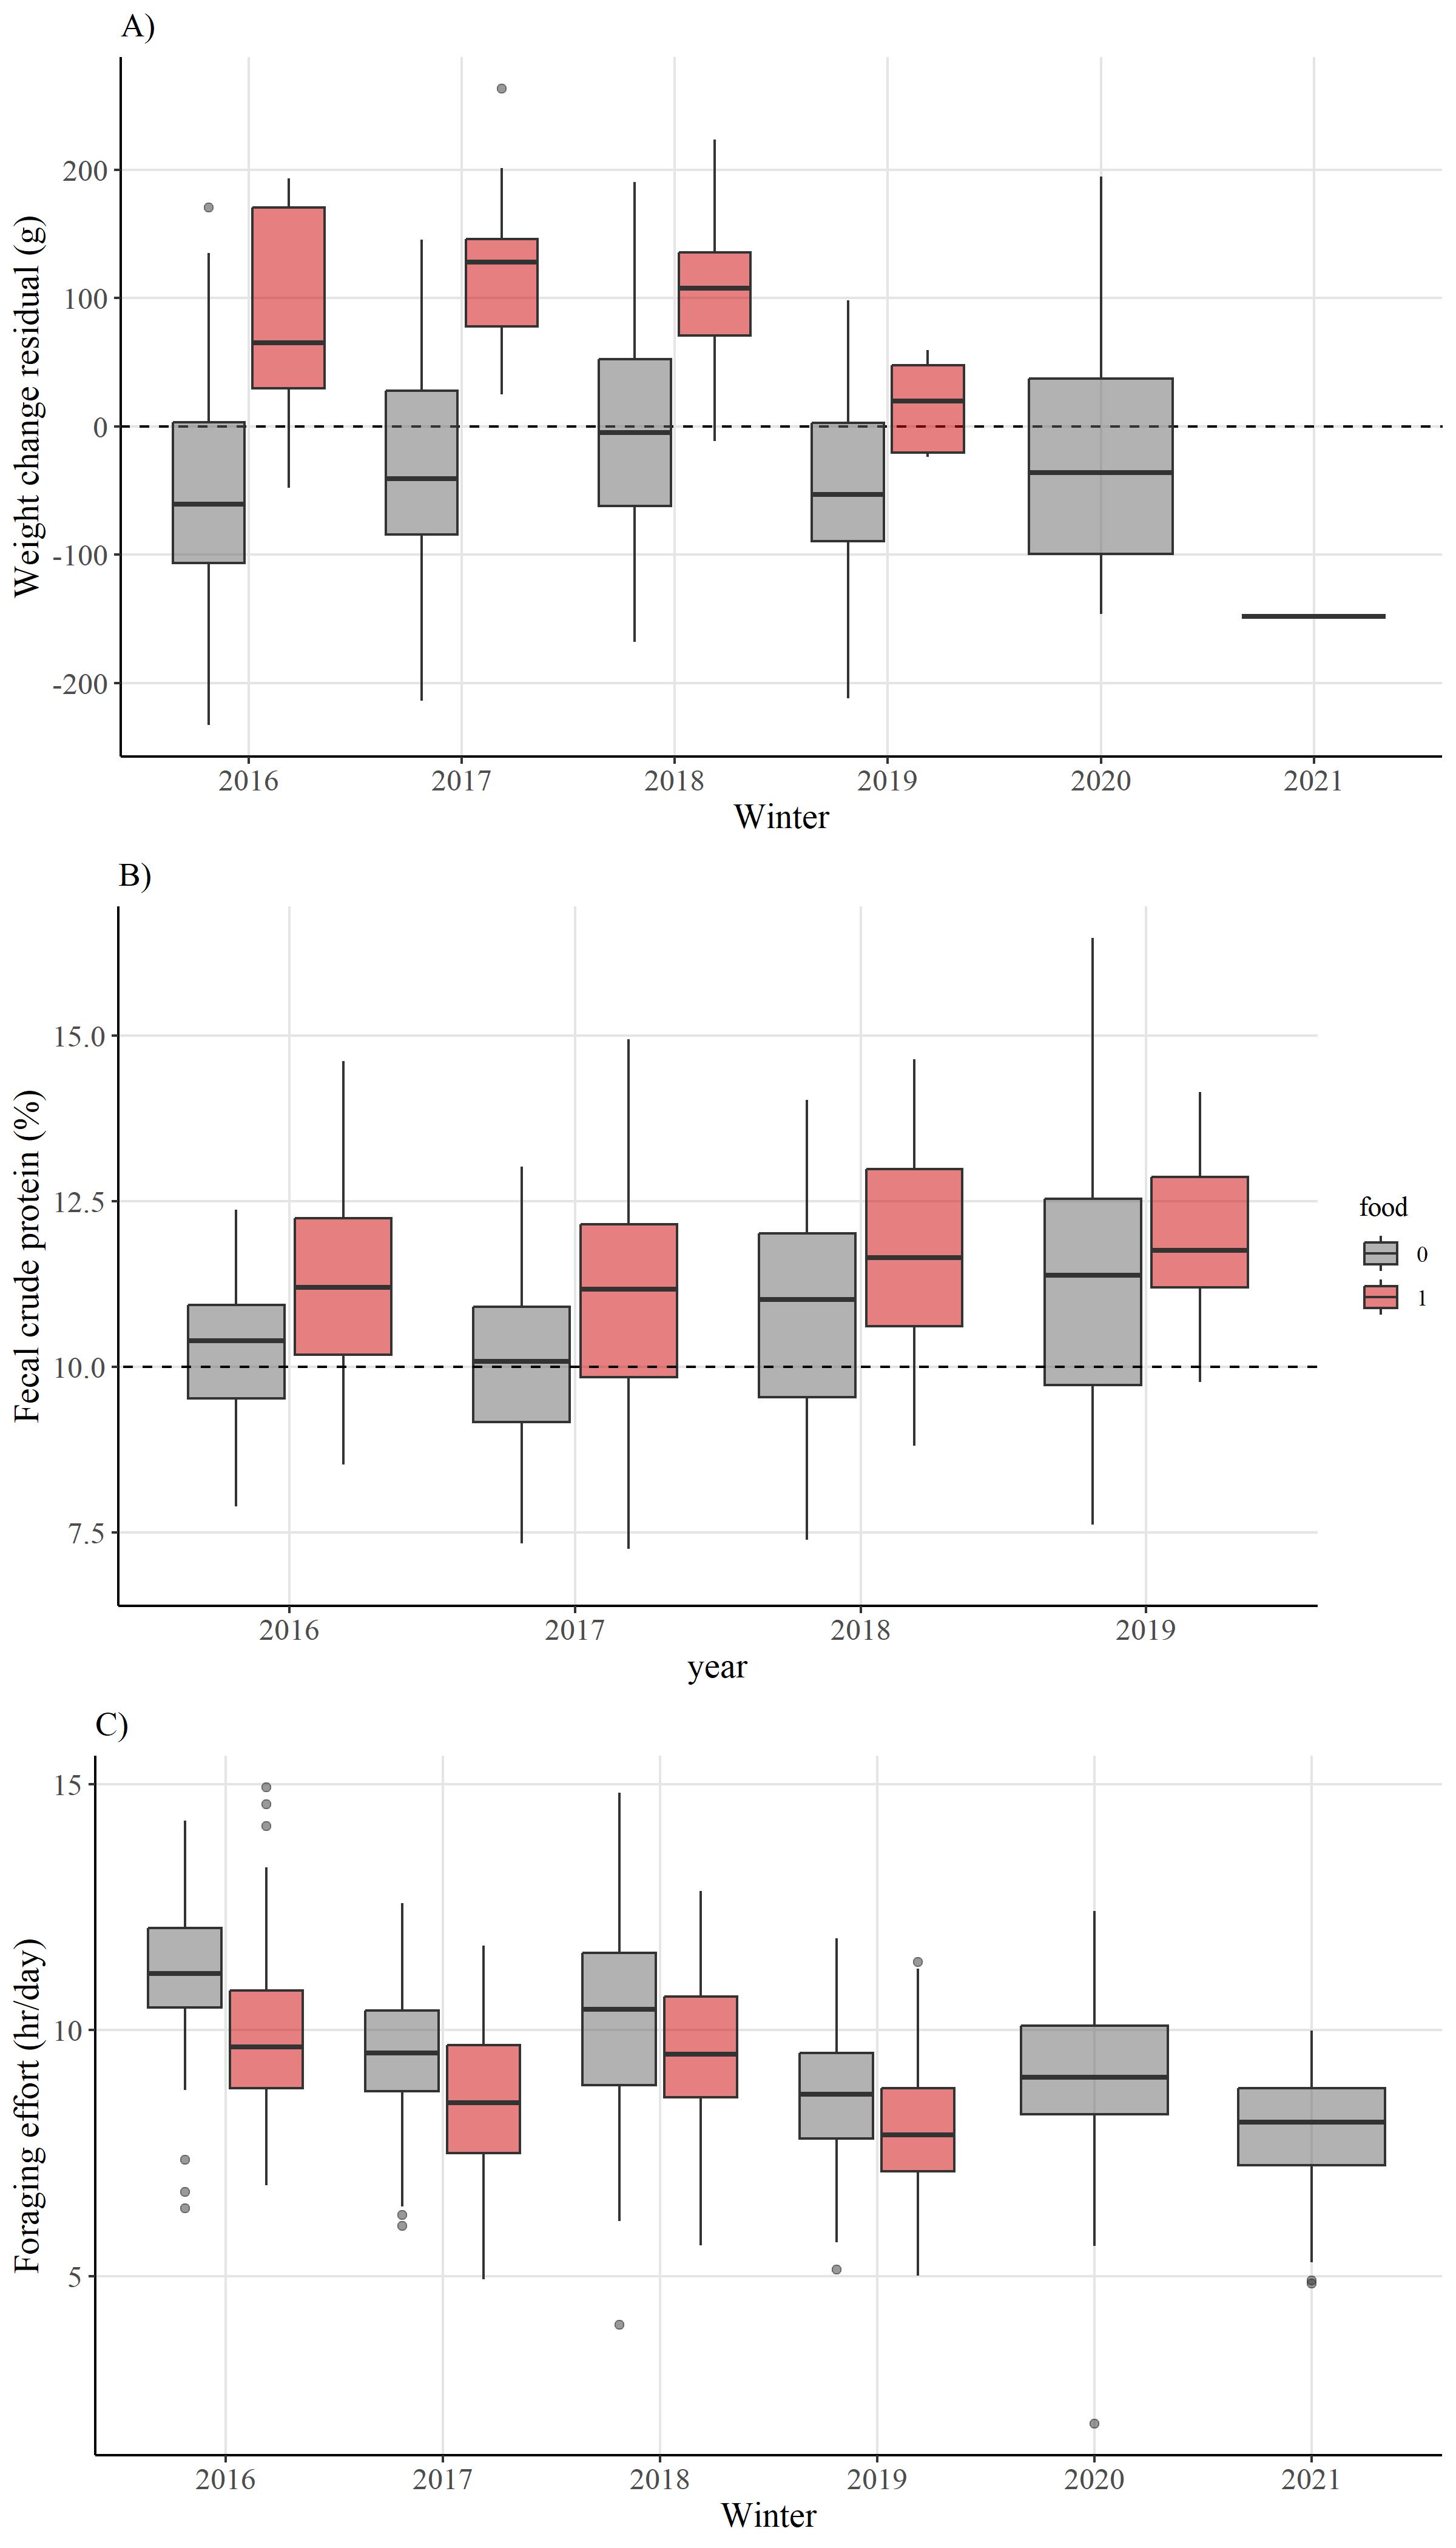 A)
Weight change residual (g)
200
100
0
-100
-200
2016 2017 2018 2019 2020 2021
Winter
B)
Fecal crude protein (%)
15.0
12.5
10.0
7.5
2016 2017 2018 2019
year
food
0
1
C)
Foraging effort (hr/day)
15
10
5
2016 2017 2018 2019 2020 2021
Winter